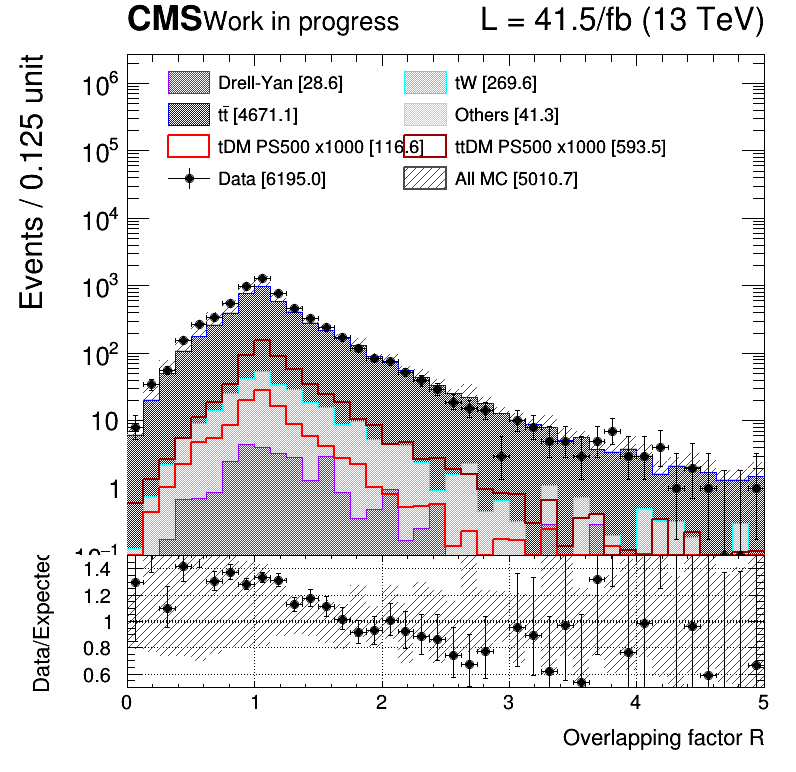 CMS Work in progress L = 41.5/fb (13 TeV)
Events / 0.125 unit
Drell-Yan [28.6] tW [269.6]
tt̄ [4671.1] Others [41.3]
tDM PS500 x1000 [116.6] ttDM PS500 x1000 [593.5]
Data [6195.0] All MC [5010.7]
10⁶
10⁵
10⁴
10³
10²
10
1
10⁻¹
Data/Expected
1.4
1.2
1
0.8
0.6
0 1 2 3 4 5
Overlapping factor R